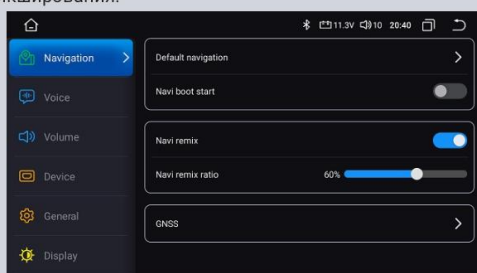 11.3V 10 20:40
Navigation
Default navigation
Voice
Navi boot start
Volume
Navi remix
Device
Navi remix ratio 60%
General
GNSS
Display